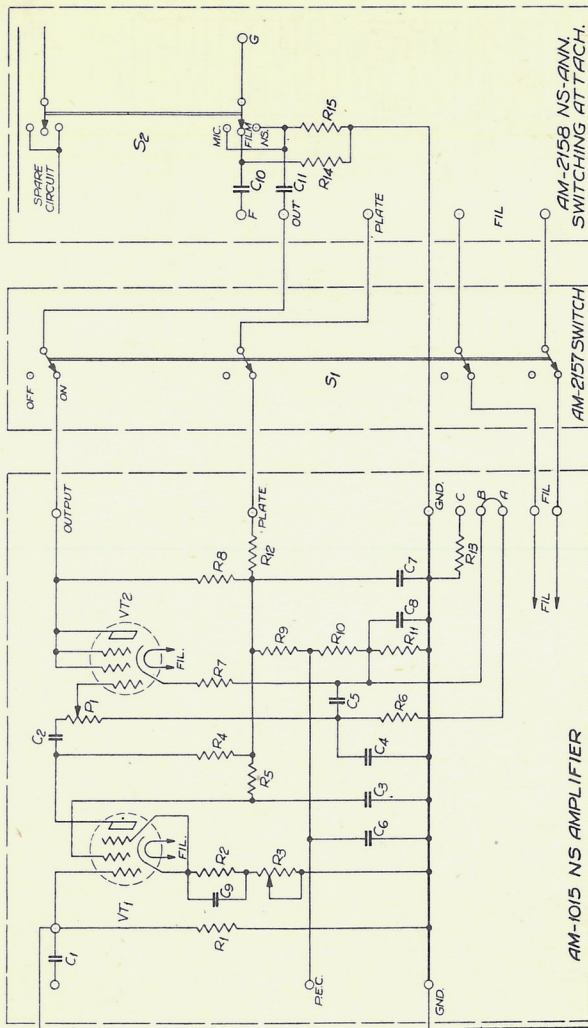 AM-1015 NS AMPLIFIER
C1
VT1
FIL.
R1
C9
R2
R3
P.E.C.
GND.
C2
P1
VT2
FIL.
R4
R5
R7
R8
C6
C3
C4
C5
R6
R9
R10
R11
C8
C7
R12
R13
OUTPUT
PLATE
GND.
C
B
A
FIL
FIL
AM-2157 SWITCH
OFF
ON
S1
AM-2158 NS-ANN.
SWITCHING ATTACH.
SPARE
CIRCUIT
S2
MIC.
FILM
NS.
G
F
C10
C11
OUT
R14
R15
PLATE
FIL